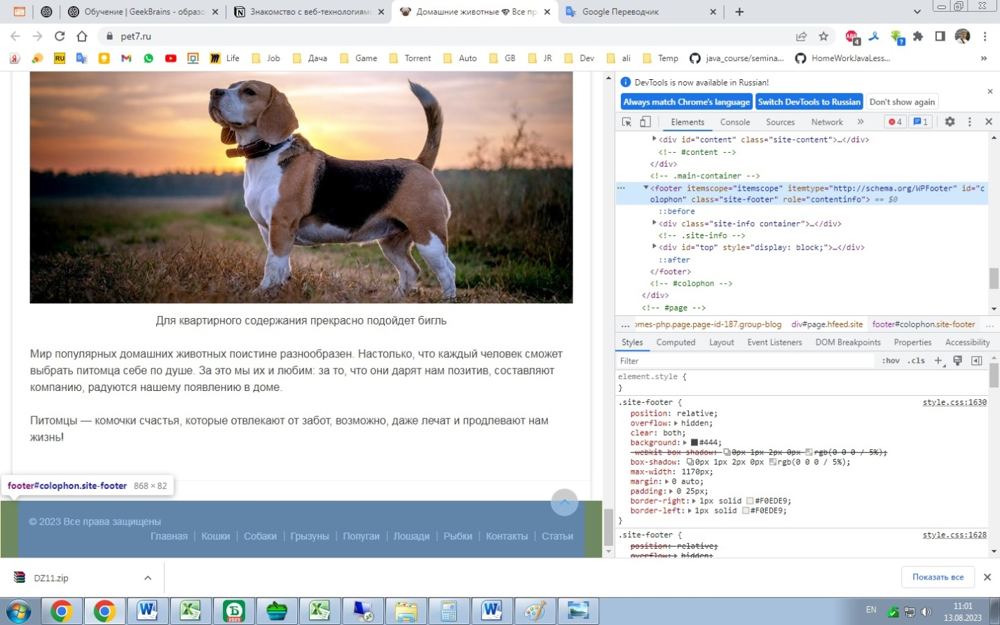 Обучение | GeekBrains - образо
Знакомство с веб-технологиями
Домашние животные 💎 Все пр
Google Переводчик
pet7.ru
4
?
Я
RU
Life
Job
Дача
Game
Torrent
Auto
GB
JR
Dev
ali
Temp
java_course/semina...
HomeWorkJavaLess...
»
Для квартирного содержания прекрасно подойдет бигль
Мир популярных домашних животных поистине разнообразен. Настолько, что каждый человек сможет
выбрать питомца себе по душе. За это мы их и любим: за то, что они дарят нам позитив, составляют
компанию, радуются нашему появлению в доме.
Питомцы — комочки счастья, которые отвлекают от забот, возможно, даже лечат и продлевают нам
жизнь!
footer#colophon.site-footer 868 × 82
© 2023 Все права защищены
Главная | Кошки | Собаки | Грызуны | Попугаи | Лошади | Рыбки | Контакты | Статьи
DevTools is now available in Russian!
Always match Chrome's language
Switch DevTools to Russian
Don't show again
Elements Console Sources Network » 4 1
<div id="content" class="site-content">…</div>
<!-- #content -->
</div>
<!-- .main-container -->
<footer itemscope="itemscope" itemtype="http://schema.org/WPFooter" id="c
olophon" class="site-footer" role="contentinfo"> == $0
::before
<div class="site-info container">…</div>
<!-- .site-info -->
<div id="top" style="display: block;">…</div>
::after
</footer>
<!-- #colophon -->
</div>
<!-- #page -->
... omes-php.page.page-id-187.group-blog div#page.hfeed.site footer#colophon.site-footer ...
Styles Computed Layout Event Listeners DOM Breakpoints Properties Accessibility
Filter :hov .cls +
element.style {
}
.site-footer { style.css:1630
position: relative;
overflow: hidden;
clear: both;
background: #444;
-webkit-box-shadow: 0px 1px 2px 0px rgb(0 0 0 / 5%);
box-shadow: 0px 1px 2px 0px rgb(0 0 0 / 5%);
max-width: 1170px;
margin: 0 auto;
padding: 0 25px;
border-right: 1px solid #F0EDE9;
border-left: 1px solid #F0EDE9;
}
.site-footer { style.css:1628
position: relative;
overflow: hidden;
DZ11.zip
Показать все
2023
EN
11:01
13.08.2023